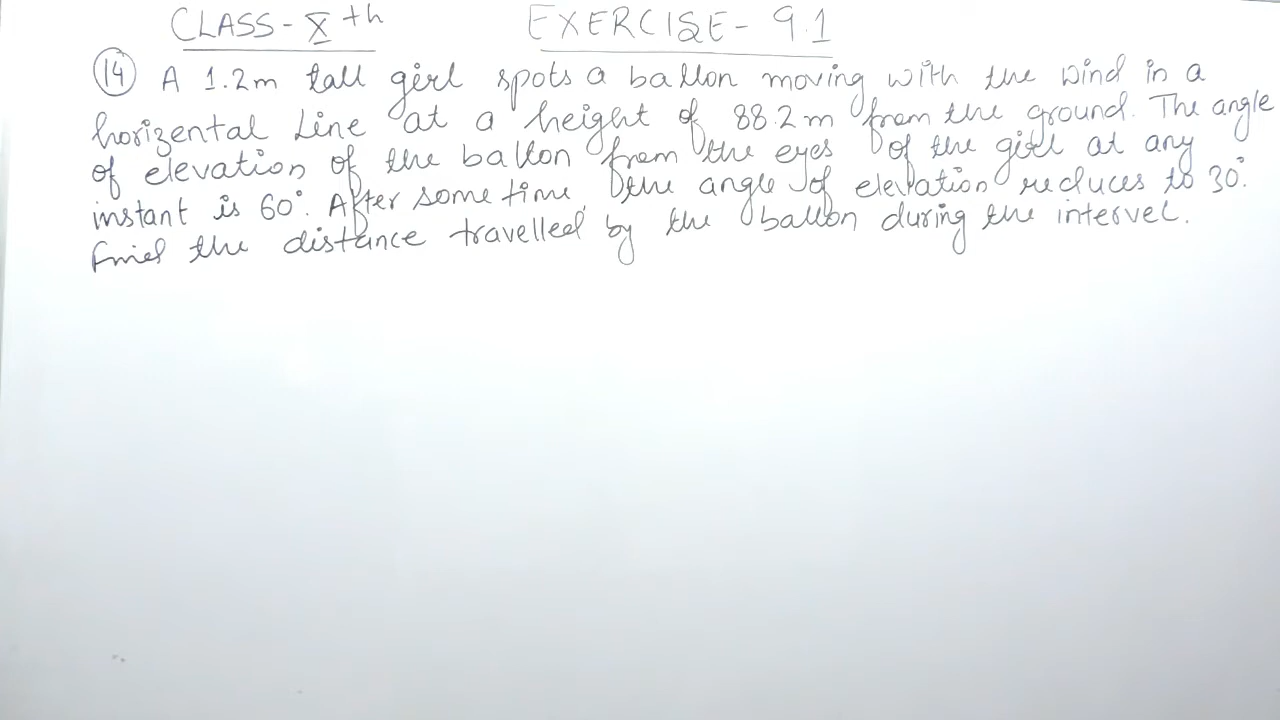 CLASS- Xth EXERCISE- 9.1
14 A 1.2m tall girl spots a ballon moving with the wind in a
horizental Line at a height of 88.2m from the ground. The angle
of elevation of the ballon from the eyes of the girl at any
instant is 60°. After some time, the angle of elevation reduces to 30°.
find the distance travelled by the ballon during the intervel.